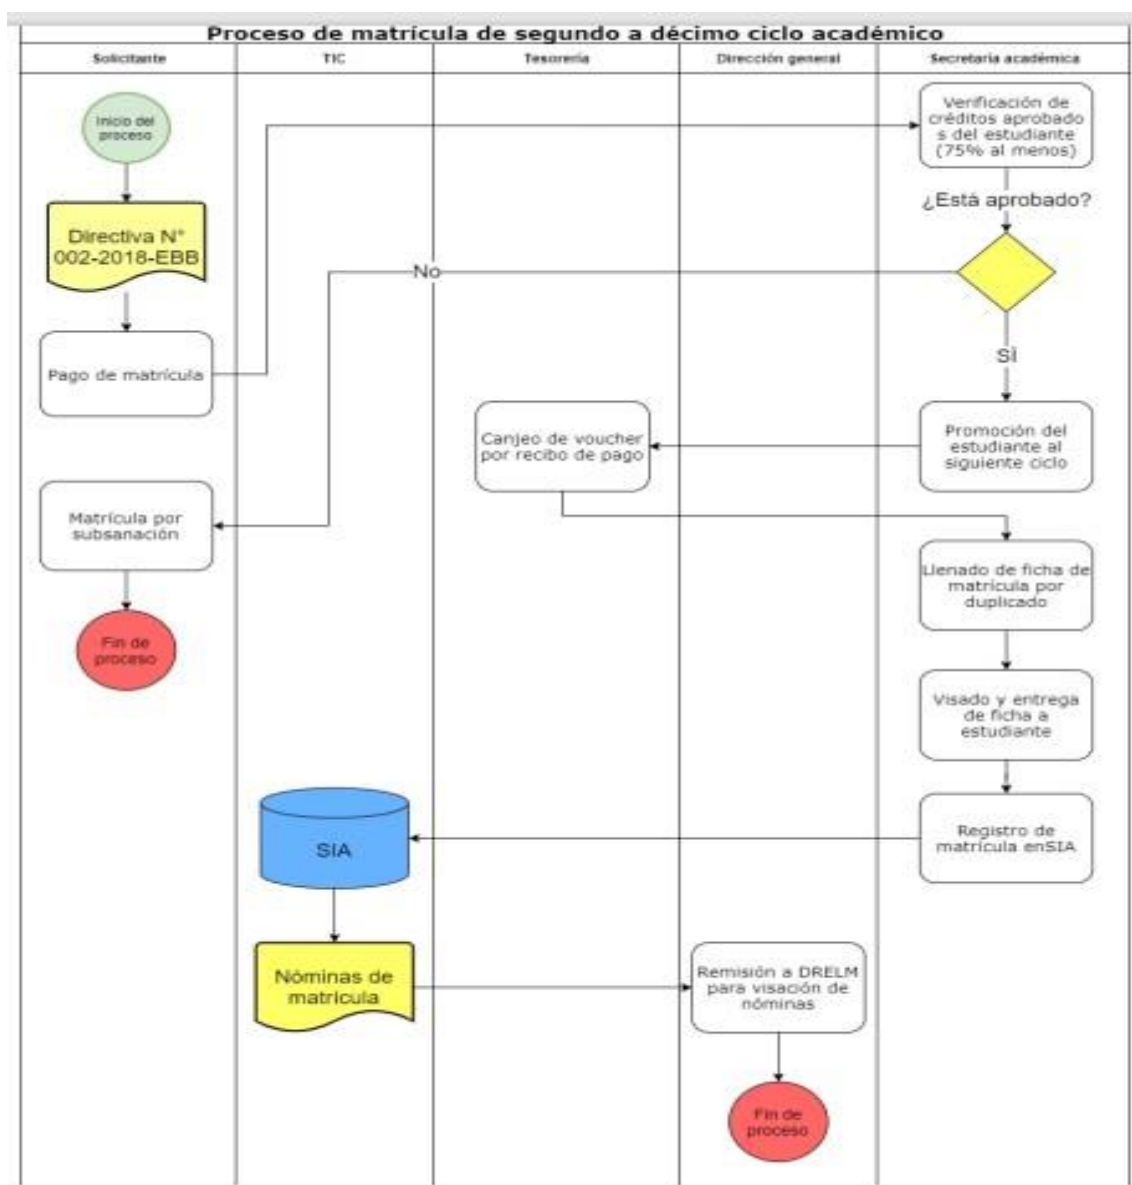 Proceso de matrícula de segundo a décimo ciclo académico
Solicitante
TIC
Tesorería
Dirección general
Secretaría académica
Inicio del
proceso
Verificación de
créditos aprobado
s del estudiante
(75% al menos)
¿Está aprobado?
Directiva N°
002-2018-EBB
No
SÍ
Pago de matrícula
Canjeo de voucher
por recibo de pago
Promoción del
estudiante al
siguiente ciclo
Matrícula por
subsanación
Llenado de ficha de
matrícula por
duplicado
Fin de
proceso
Visado y entrega
de ficha a
estudiante
SIA
Registro de
matrícula enSIA
Nóminas de
matrícula
Remisión a DRELM
para visación de
nóminas
Fin de
proceso